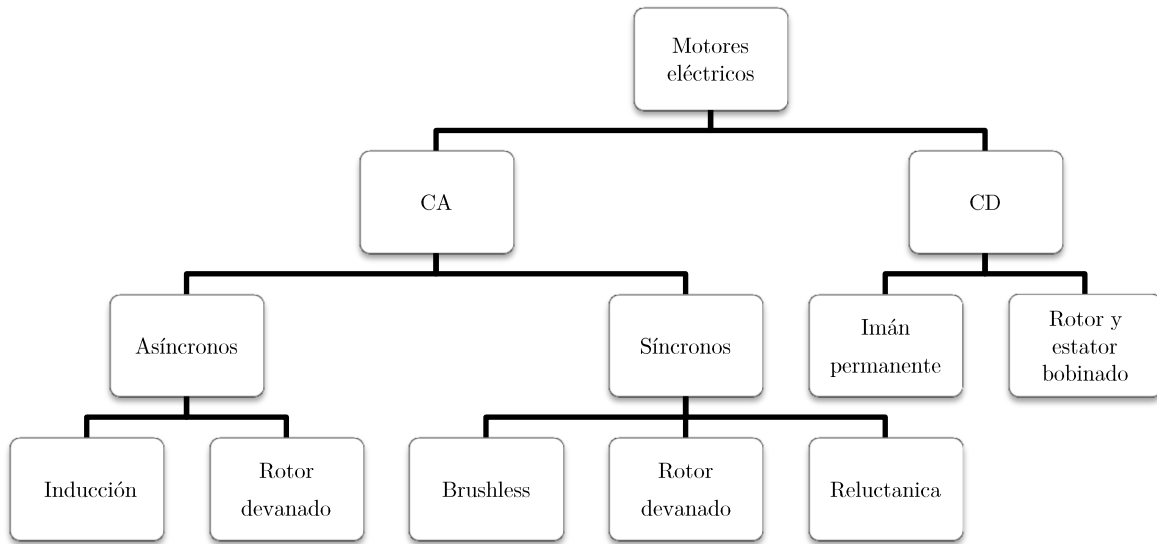 Motores
eléctricos
CA
CD
Asíncronos
Síncronos
Imán
permanente
Rotor y
estator
bobinado
Inducción
Rotor
devanado
Brushless
Rotor
devanado
Reluctanica